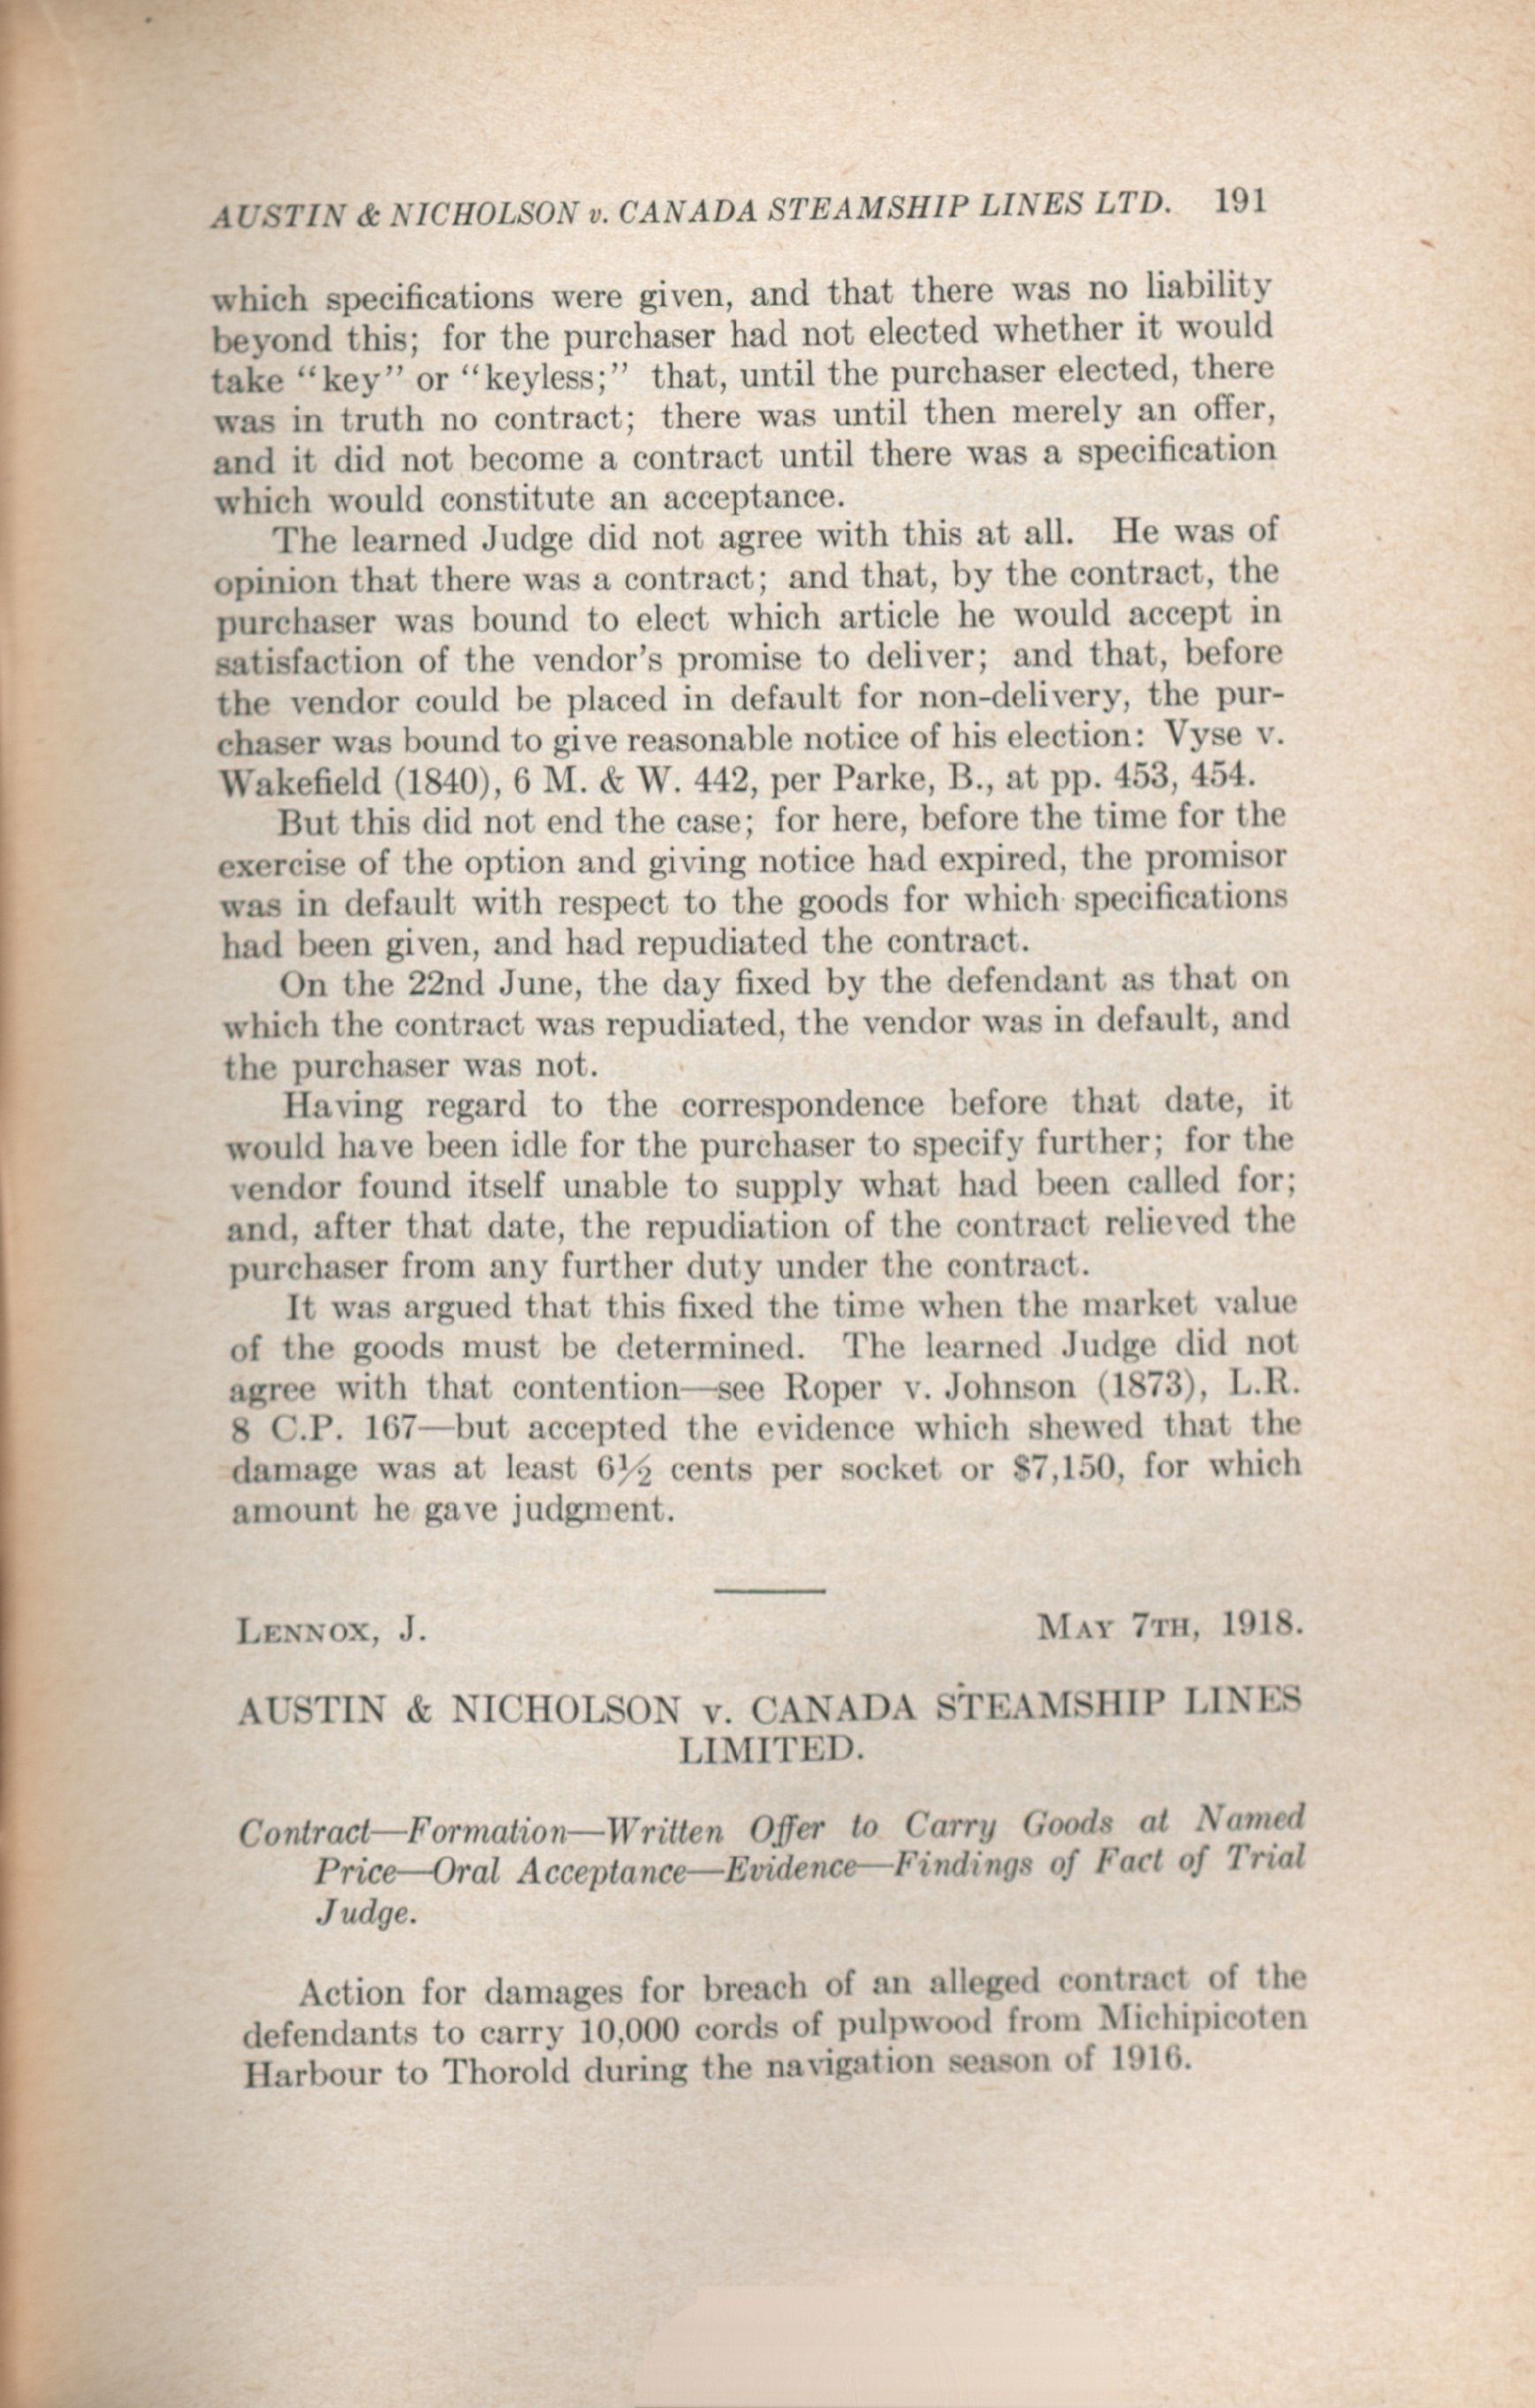 AUSTIN & NICHOLSON v. CANADA STEAMSHIP LINES LTD. 191
which specifications were given, and that there was no liability
beyond this; for the purchaser had not elected whether it would
take “key” or “keyless;” that, until the purchaser elected, there
was in truth no contract; there was until then merely an offer,
and it did not become a contract until there was a specification
which would constitute an acceptance.
The learned Judge did not agree with this at all. He was of
opinion that there was a contract; and that, by the contract, the
purchaser was bound to elect which article he would accept in
satisfaction of the vendor's promise to deliver; and that, before
the vendor could be placed in default for non-delivery, the pur-
chaser was bound to give reasonable notice of his election: Vyse v.
Wakefield (1840), 6 M. & W. 442, per Parke, B., at pp. 453, 454.
But this did not end the case; for here, before the time for the
exercise of the option and giving notice had expired, the promisor
was in default with respect to the goods for which specifications
had been given, and had repudiated the contract.
On the 22nd June, the day fixed by the defendant as that on
which the contract was repudiated, the vendor was in default, and
the purchaser was not.
Having regard to the correspondence before that date, it
would have been idle for the purchaser to specify further; for the
vendor found itself unable to supply what had been called for;
and, after that date, the repudiation of the contract relieved the
purchaser from any further duty under the contract.
It was argued that this fixed the time when the market value
of the goods must be determined. The learned Judge did not
agree with that contention—see Roper v. Johnson (1873), L.R.
8 C.P. 167—but accepted the evidence which shewed that the
damage was at least 6½ cents per socket or $7,150, for which
amount he gave judgment.
LENNOX, J. MAY 7TH, 1918.
AUSTIN & NICHOLSON v. CANADA STEAMSHIP LINES
LIMITED.
Contract—Formation—Written Offer to Carry Goods at Named
Price—Oral Acceptance—Evidence—Findings of Fact of Trial
Judge.
Action for damages for breach of an alleged contract of the
defendants to carry 10,000 cords of pulpwood from Michipicoten
Harbour to Thorold during the navigation season of 1916.